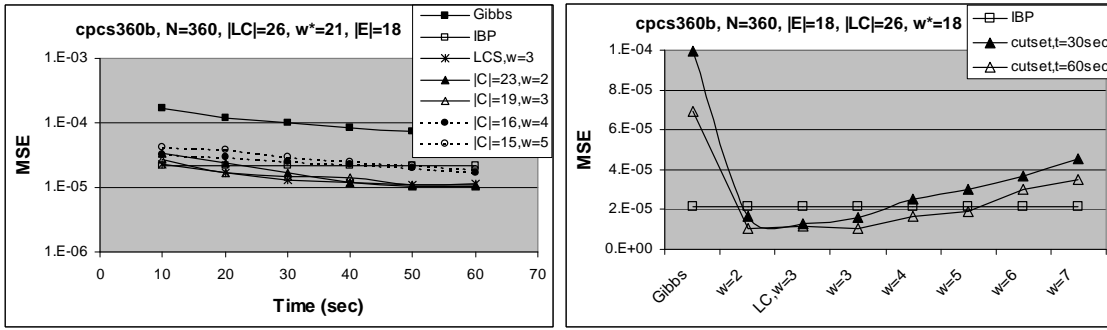 cpcs360b, N=360, |LC|=26, w*=21, |E|=18
Gibbs
IBP
LCS,w=3
|C|=23,w=2
|C|=19,w=3
|C|=16,w=4
|C|=15,w=5
1.E-03
1.E-04
1.E-05
1.E-06
MSE
0 10 20 30 40 50 60 70
Time (sec)
cpcs360b, N=360, |E|=18, |LC|=26, w*=18
IBP
cutset,t=30sec
cutset,t=60sec
1.E-04
8.E-05
6.E-05
4.E-05
2.E-05
0.E+00
MSE
Gibbs
w=2
LC,w=3
w=3
w=4
w=5
w=6
w=7